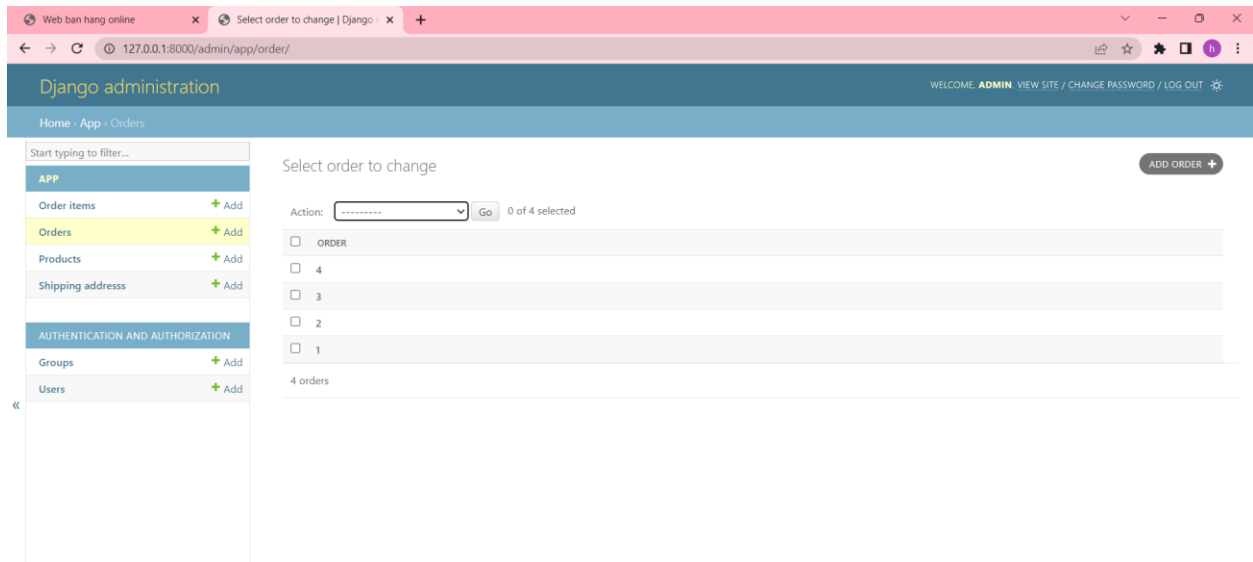 Web ban hang online
Select order to change | Django
127.0.0.1:8000/admin/app/order/
h
Django administration
WELCOME, ADMIN. VIEW SITE / CHANGE PASSWORD / LOG OUT
Home › App › Orders
Start typing to filter...
APP
Order items + Add
Orders + Add
Products + Add
Shipping addresss + Add
AUTHENTICATION AND AUTHORIZATION
Groups + Add
Users + Add
«
Select order to change
ADD ORDER +
Action: --------- Go 0 of 4 selected
ORDER
4
3
2
1
4 orders